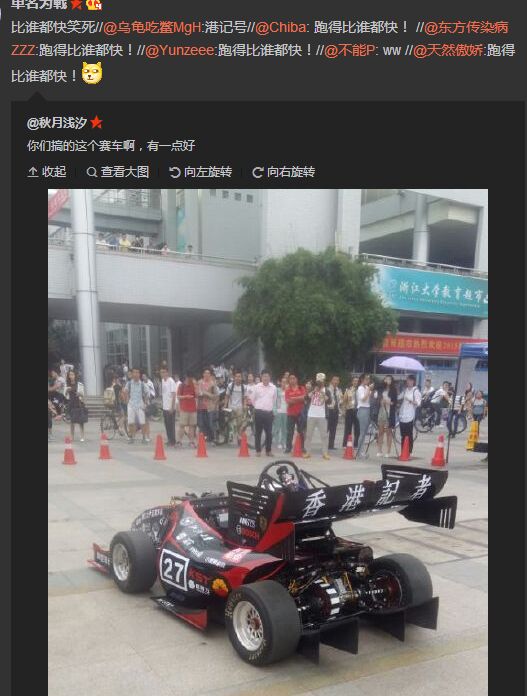 单名为戰
比谁都快笑死//@乌龟吃鳖MgH:港记号//@Chiba: 跑得比谁都快！ //@东方传染病
ZZZ:跑得比谁都快！//@Yunzeee:跑得比谁都快！//@不能P: ww //@天然傲娇:跑得
比谁都快！
@秋月浅汐
你们搞的这个赛车啊，有一点好
收起 查看大图 向左旋转 向右旋转
浙江大学教育超市
香港記者
BOSCH
27